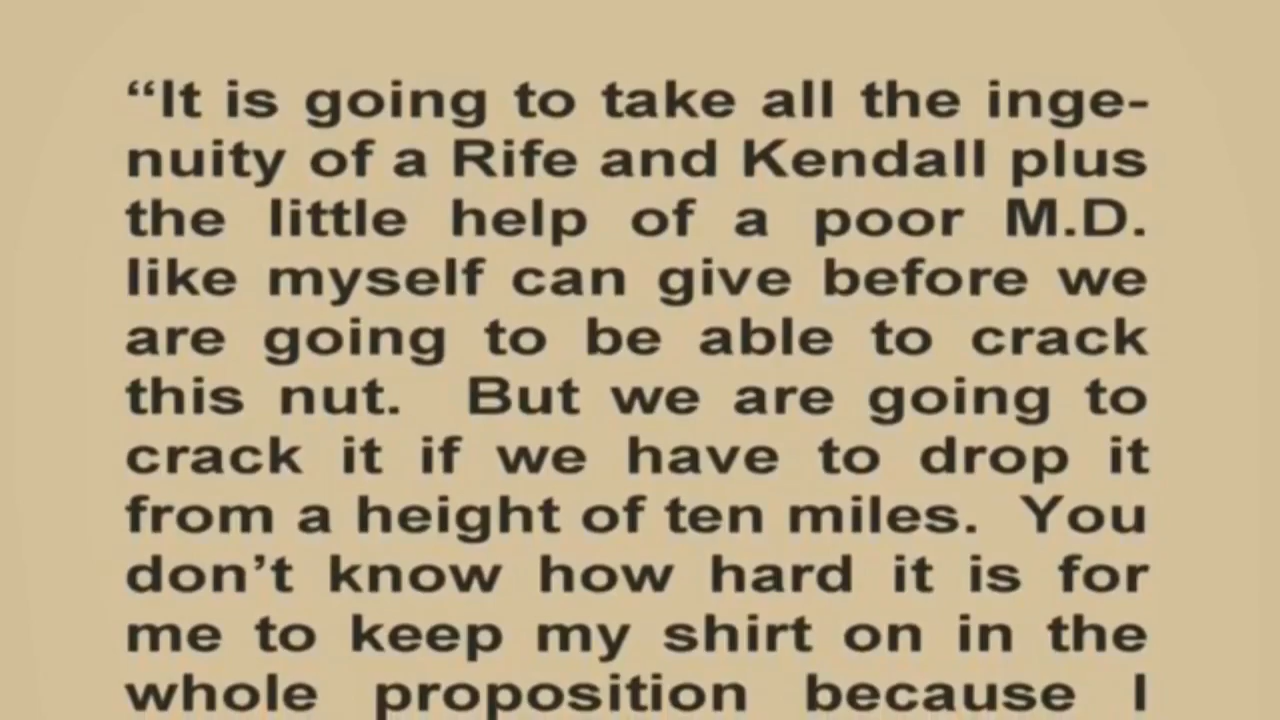 “It is going to take all the inge-
nuity of a Rife and Kendall plus
the little help of a poor M.D.
like myself can give before we
are going to be able to crack
this nut.  But we are going to
crack it if we have to drop it
from a height of ten miles.  You
don’t know how hard it is for
me to keep my shirt on in the
whole proposition because I